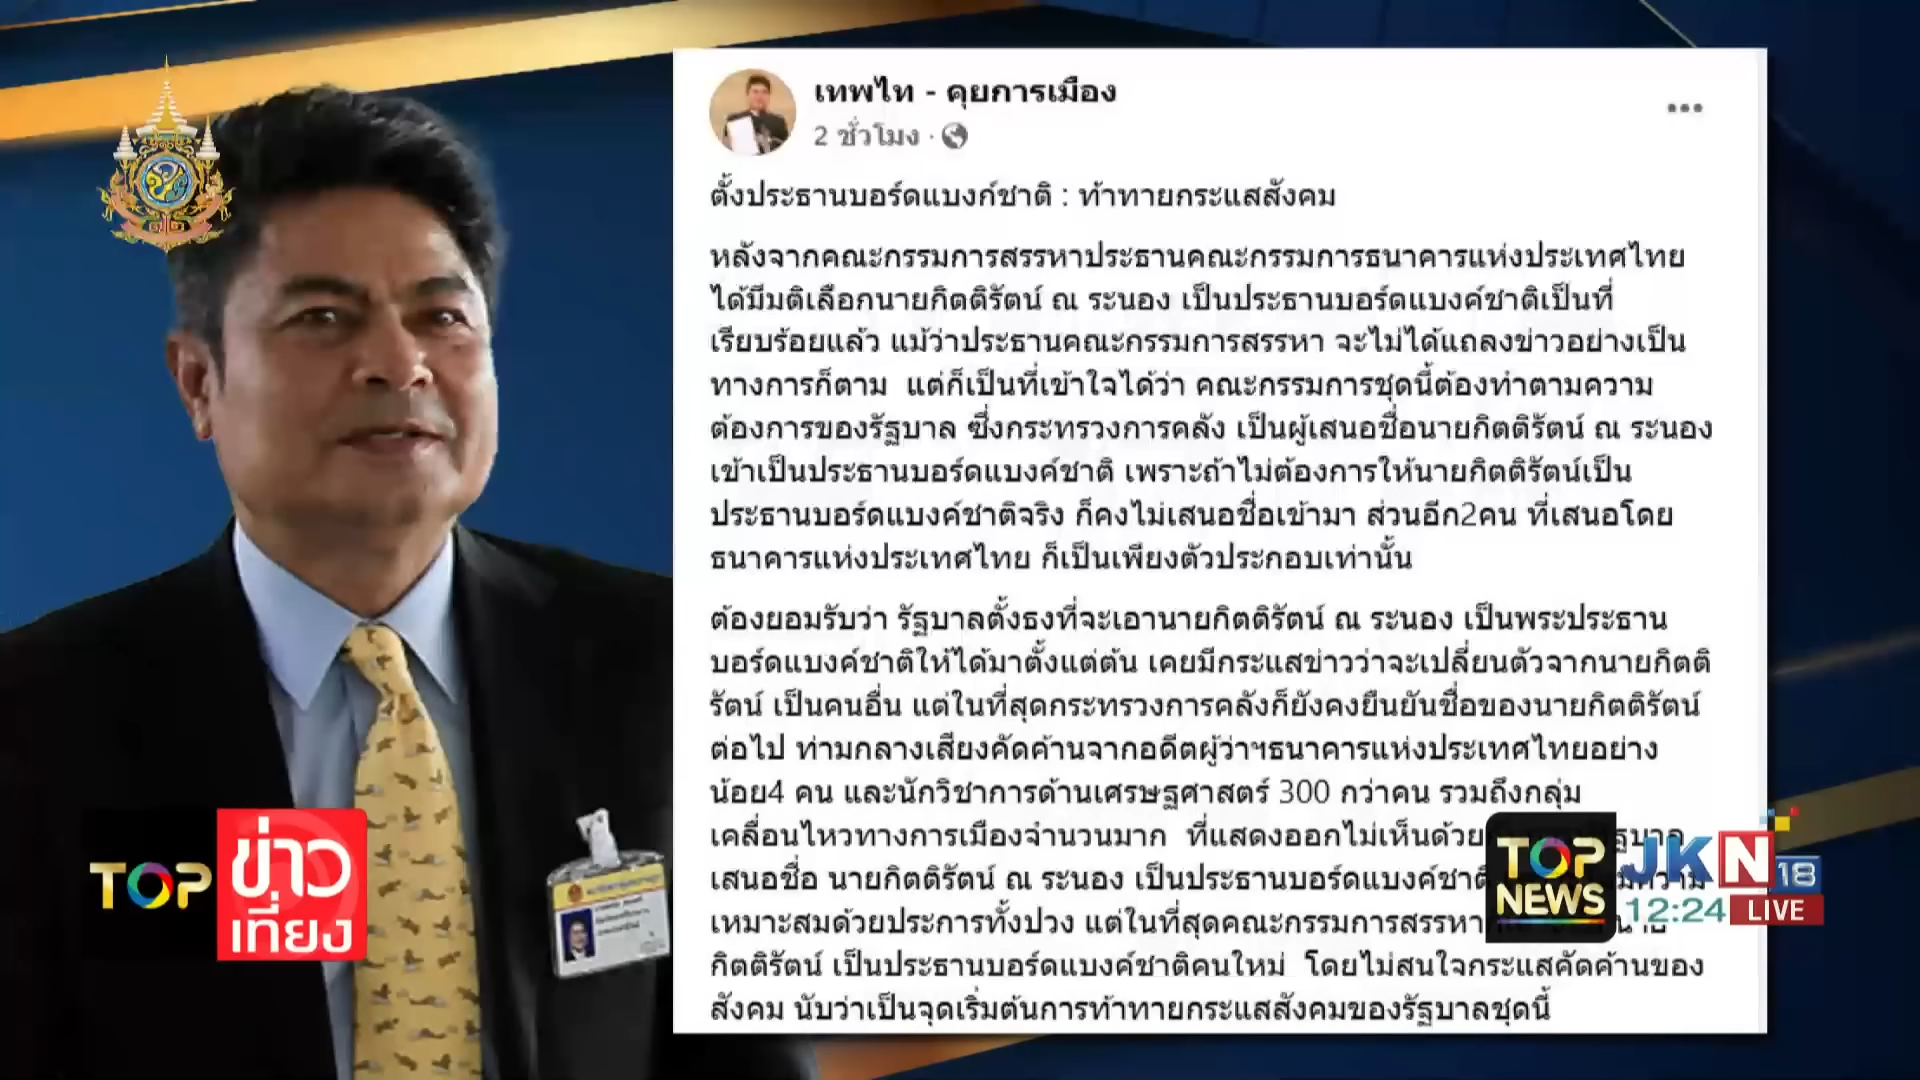 เทพไท - คุยการเมือง
2 ชั่วโมง ·
ตั้งประธานบอร์ดแบงก์ชาติ : ท้าทายกระแสสังคม
หลังจากคณะกรรมการสรรหาประธานคณะกรรมการธนาคารแห่งประเทศไทย
ได้มีมติเลือกนายกิตติรัตน์ ณ ระนอง เป็นประธานบอร์ดแบงค์ชาติเป็นที่
เรียบร้อยแล้ว แม้ว่าประธานคณะกรรมการสรรหา จะไม่ได้แถลงข่าวอย่างเป็น
ทางการก็ตาม แต่ก็เป็นที่เข้าใจได้ว่า คณะกรรมการชุดนี้ต้องทำตามความ
ต้องการของรัฐบาล ซึ่งกระทรวงการคลัง เป็นผู้เสนอชื่อนายกิตติรัตน์ ณ ระนอง
เข้าเป็นประธานบอร์ดแบงค์ชาติ เพราะถ้าไม่ต้องการให้นายกิตติรัตน์เป็น
ประธานบอร์ดแบงค์ชาติจริง ก็คงไม่เสนอชื่อเข้ามา ส่วนอีก2คน ที่เสนอโดย
ธนาคารแห่งประเทศไทย ก็เป็นเพียงตัวประกอบเท่านั้น
ต้องยอมรับว่า รัฐบาลตั้งธงที่จะเอานายกิตติรัตน์ ณ ระนอง เป็นพระประธาน
บอร์ดแบงค์ชาติให้ได้มาตั้งแต่ต้น เคยมีกระแสข่าวว่าจะเปลี่ยนตัวจากนายกิตติ
รัตน์ เป็นคนอื่น แต่ในที่สุดกระทรวงการคลังก็ยังคงยืนยันชื่อของนายกิตติรัตน์
ต่อไป ท่ามกลางเสียงคัดค้านจากอดีตผู้ว่าฯธนาคารแห่งประเทศไทยอย่าง
น้อย4 คน และนักวิชาการด้านเศรษฐศาสตร์ 300 กว่าคน รวมถึงกลุ่ม
เคลื่อนไหวทางการเมืองจำนวนมาก ที่แสดงออกไม่เห็นด้วย
เสนอชื่อ นายกิตติรัตน์ ณ ระนอง เป็นประธานบอร์ดแบงค์ชาติ
เหมาะสมด้วยประการทั้งปวง แต่ในที่สุดคณะกรรมการสรรหา
กิตติรัตน์ เป็นประธานบอร์ดแบงค์ชาติคนใหม่ โดยไม่สนใจกระแสคัดค้านของ
สังคม นับว่าเป็นจุดเริ่มต้นการท้าทายกระแสสังคมของรัฐบาลชุดนี้
TOP ข่าวเที่ยง
TOP NEWS
JKN 18
12:24 LIVE